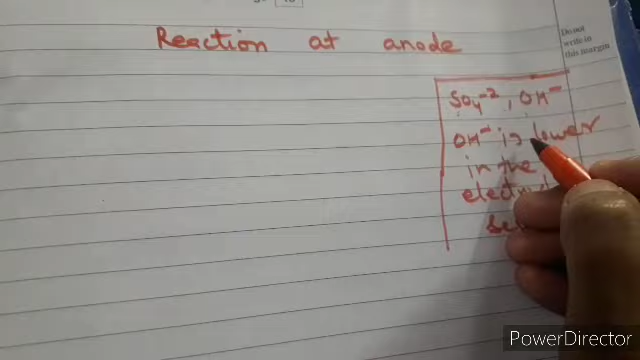 Do not
write in
this margin
Reaction at anode
SO4⁻², OH⁻
OH⁻ is lower
in the
PowerDirector